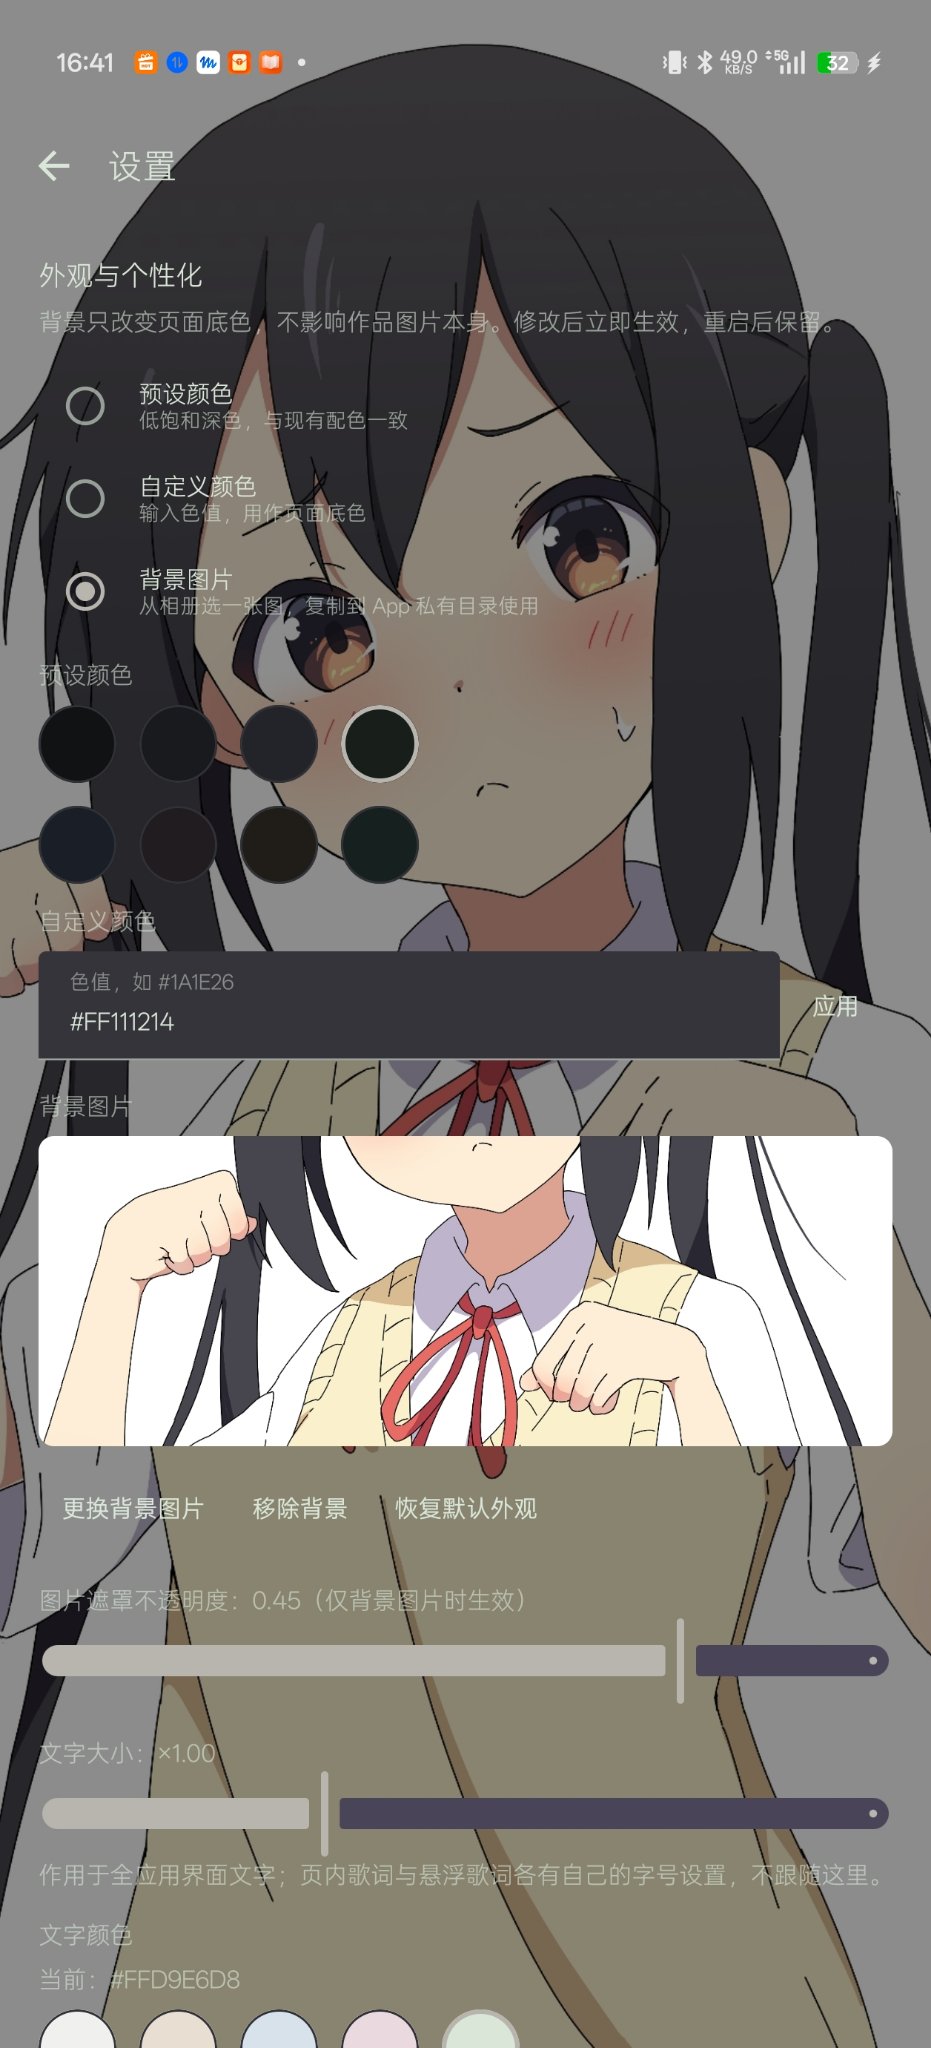 16:41
49.0 KB/S
5G
32
设置
外观与个性化
背景只改变页面底色，不影响作品图片本身。修改后立即生效，重启后保留。
预设颜色
低饱和深色，与现有配色一致
自定义颜色
输入色值，用作页面底色
背景图片
从相册选一张图，复制到 App 私有目录使用
预设颜色
自定义颜色
色值，如 #1A1E26
#FF111214
应用
背景图片
更换背景图片 移除背景 恢复默认外观
图片遮罩不透明度：0.45（仅背景图片时生效）
文字大小：×1.00
作用于全应用界面文字；页内歌词与悬浮歌词各有自己的字号设置，不跟随这里。
文字颜色
当前：#FFD9E6D8